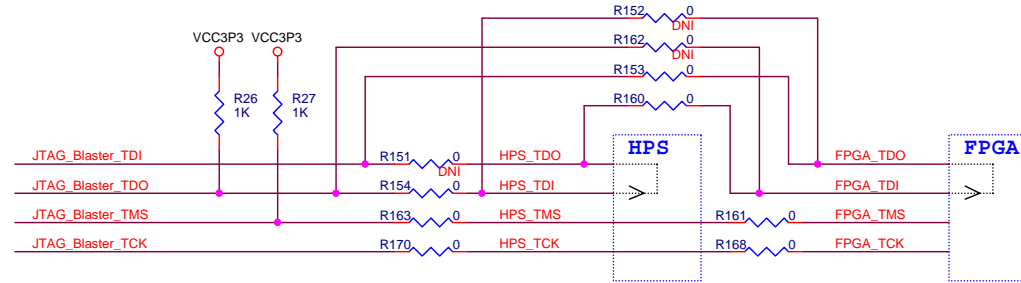 R152 0
DNI
VCC3P3 VCC3P3
R162 0
DNI
R153 0
R26
1K
R27
1K
R160 0
HPS FPGA
JTAG_Blaster_TDI R151 0 HPS_TDO FPGA_TDO
DNI
JTAG_Blaster_TDO R154 0 HPS_TDI FPGA_TDI
JTAG_Blaster_TMS R163 0 HPS_TMS R161 0 FPGA_TMS
JTAG_Blaster_TCK R170 0 HPS_TCK R168 0 FPGA_TCK